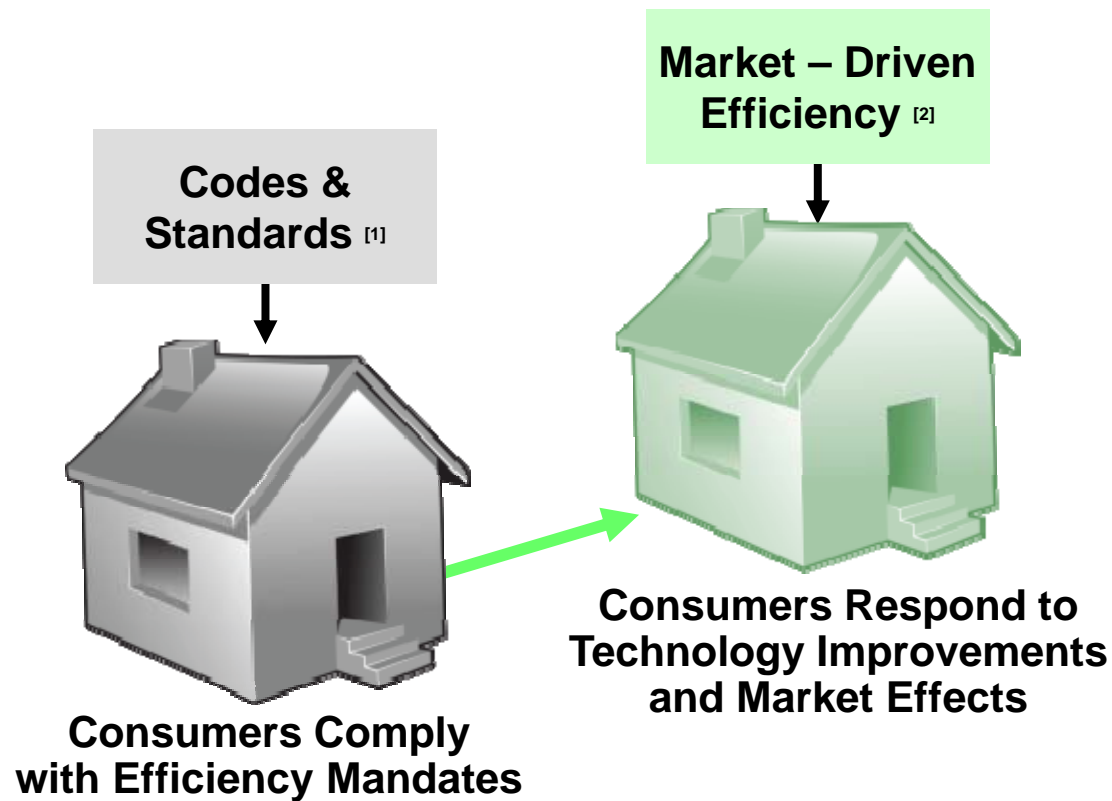 Market – Driven
Efficiency [2]
Codes &
Standards [1]
Consumers Respond to
Technology Improvements
and Market Effects
Consumers Comply
with Efficiency Mandates